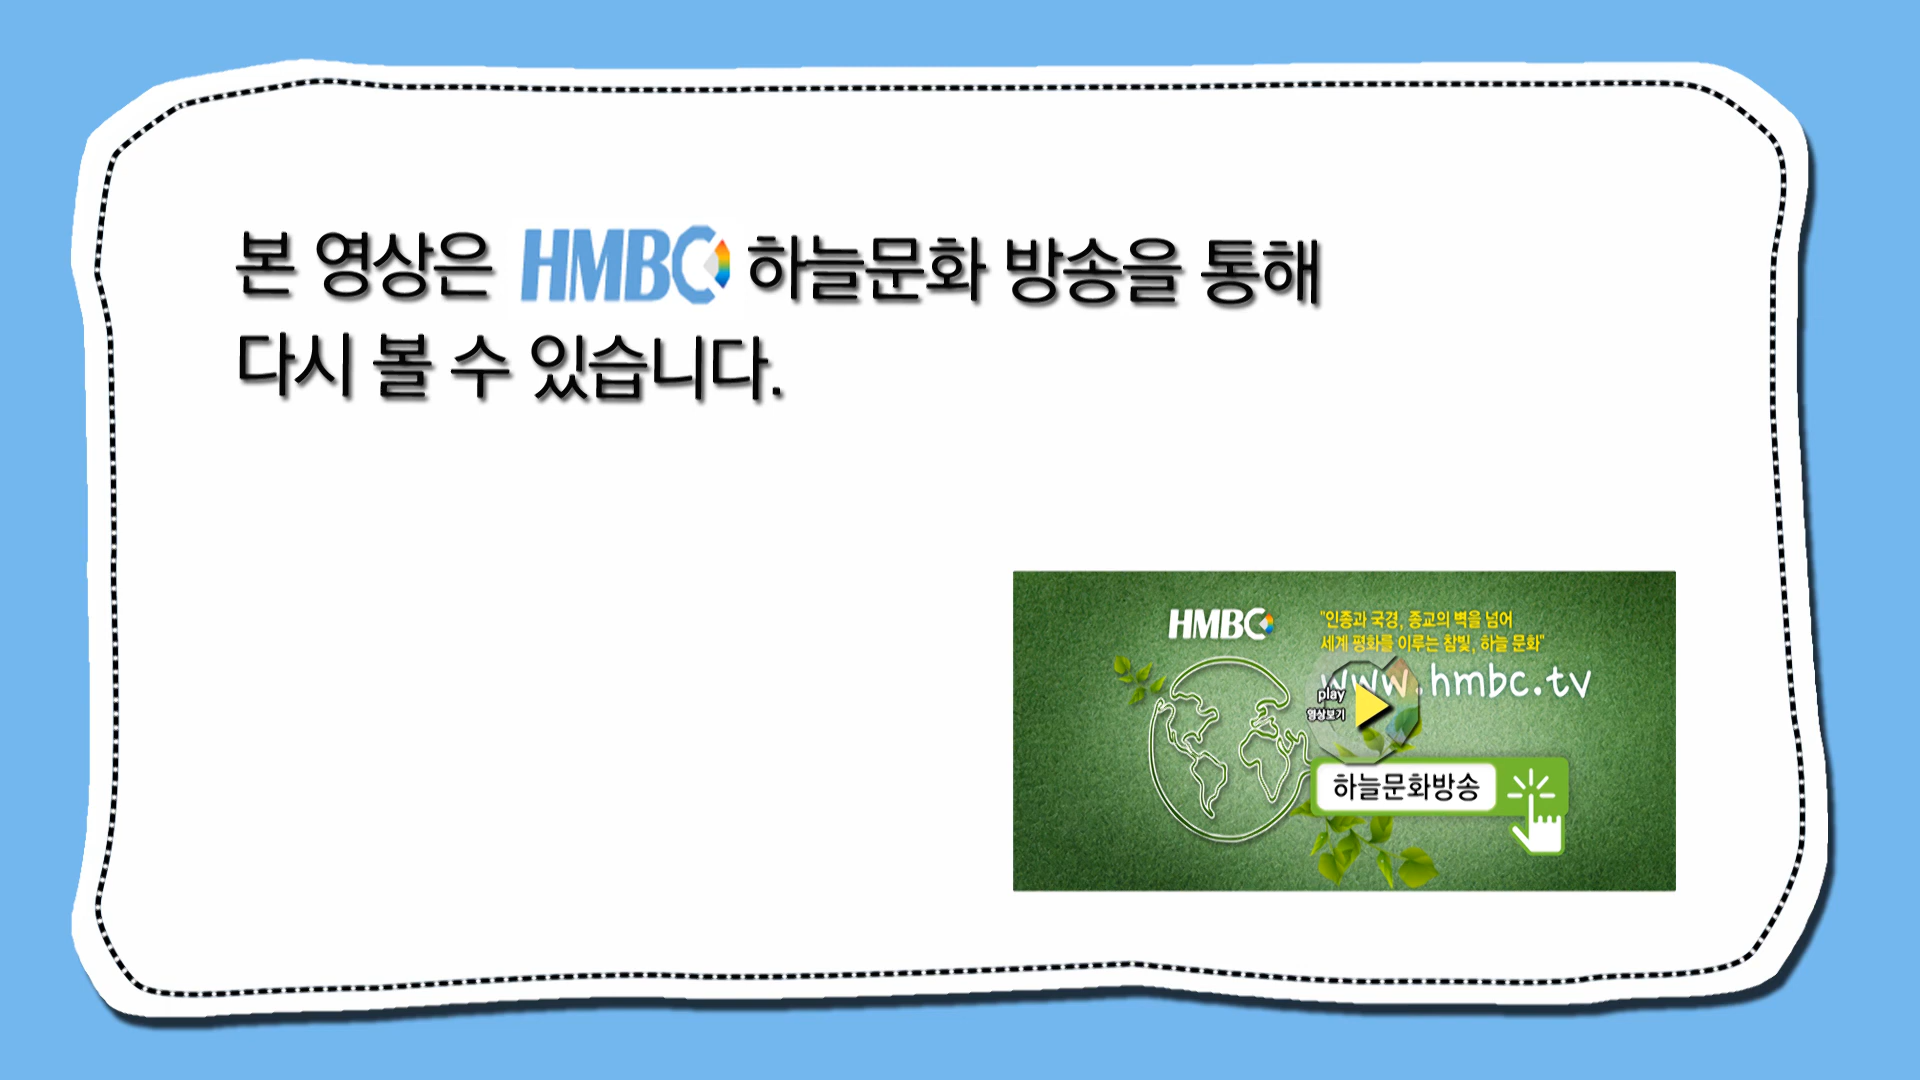 본 영상은 HMBC 하늘문화 방송을 통해
다시 볼 수 있습니다.
HMBC
"인종과 국경, 종교의 벽을 넘어
세계 평화를 이루는 참빛, 하늘 문화"
www.hmbc.tv
play
영상보기
하늘문화방송